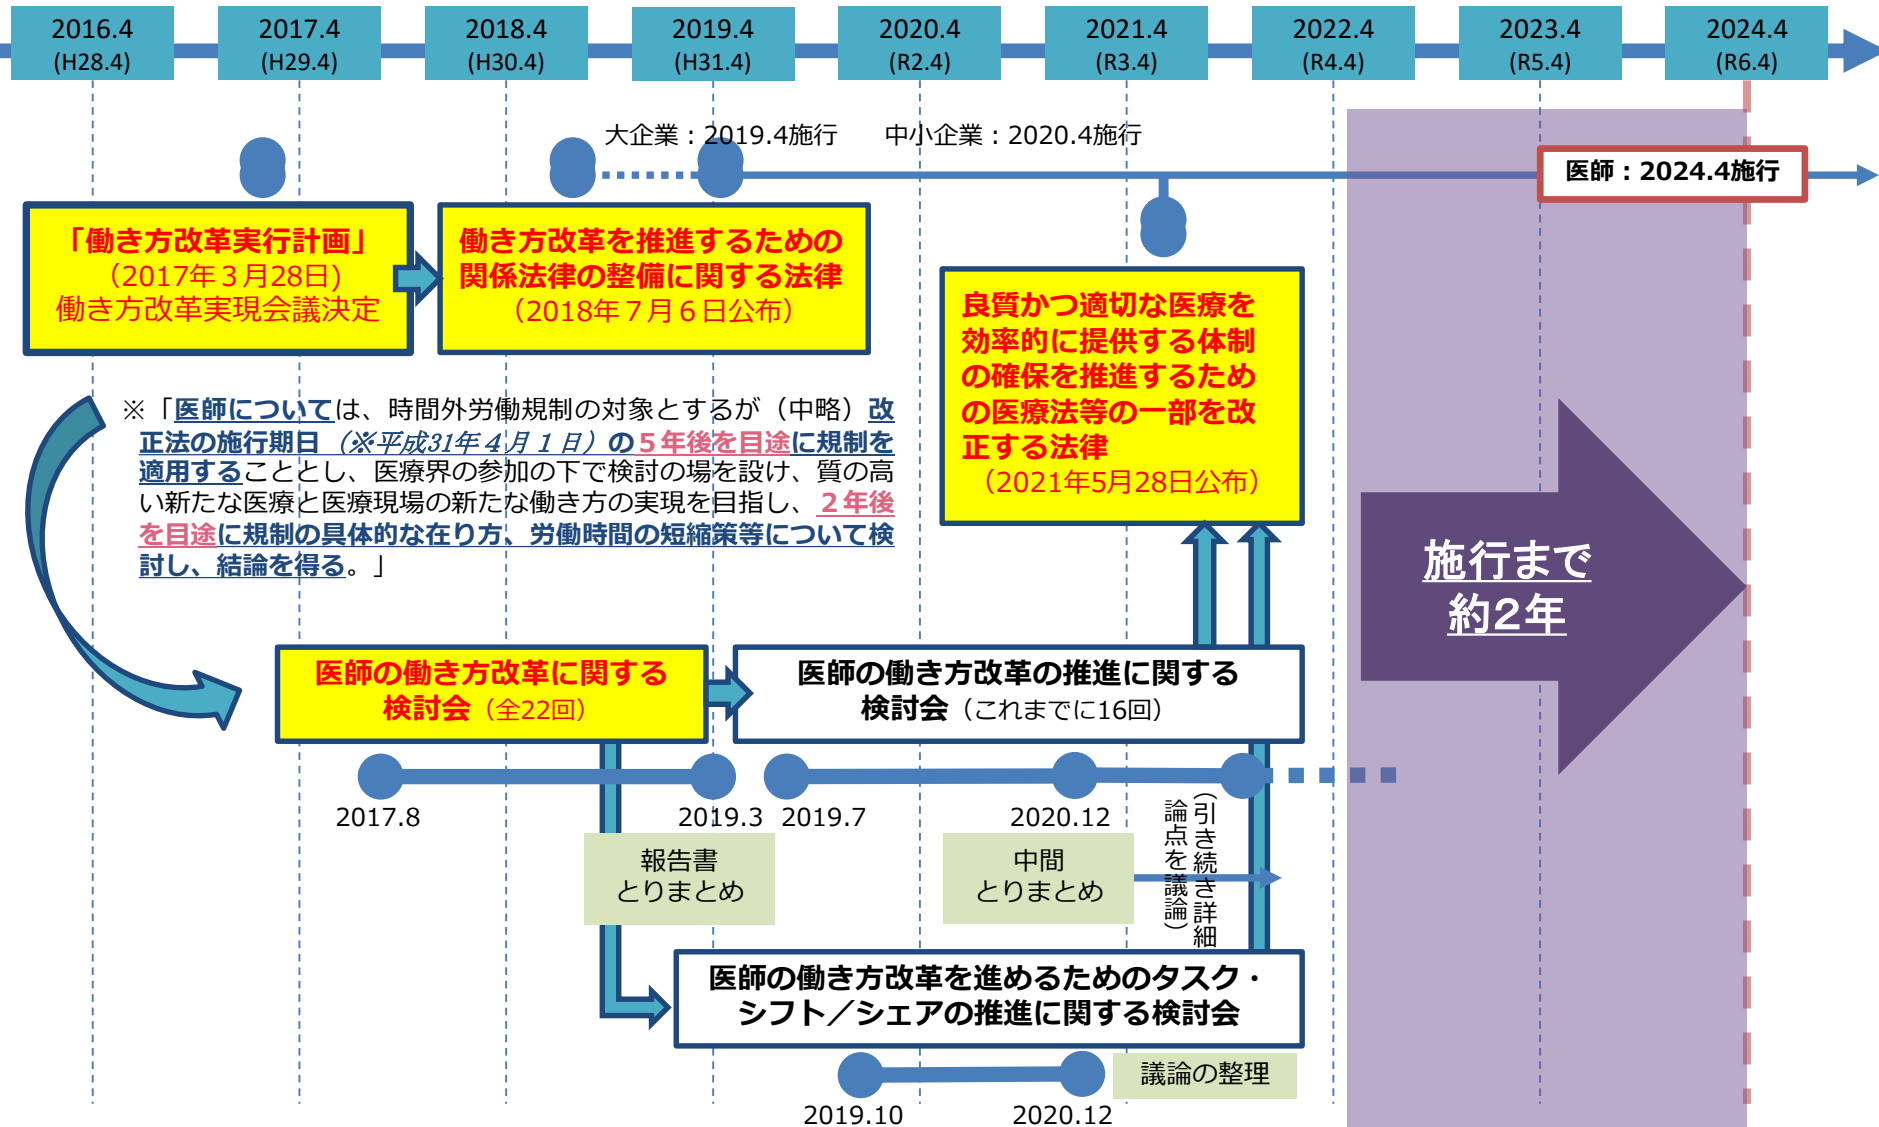 2016.4
(H28.4)
2017.4
(H29.4)
2018.4
(H30.4)
2019.4
(H31.4)
2020.4
(R2.4)
2021.4
(R3.4)
2022.4
(R4.4)
2023.4
(R5.4)
2024.4
(R6.4)
大企業：2019.4施行　中小企業：2020.4施行
医師：2024.4施行
「働き方改革実行計画」
（2017年３月28日)
働き方改革実現会議決定
働き方改革を推進するための
関係法律の整備に関する法律
（2018年７月６日公布）
良質かつ適切な医療を
効率的に提供する体制
の確保を推進するため
の医療法等の一部を改
正する法律
（2021年5月28日公布）
※「医師については、時間外労働規制の対象とするが（中略）改
正法の施行期日（※平成31年４月１日）の５年後を目途に規制を
適用することとし、医療界の参加の下で検討の場を設け、質の高
い新たな医療と医療現場の新たな働き方の実現を目指し、２年後
を目途に規制の具体的な在り方、労働時間の短縮策等について検
討し、結論を得る。」
施行まで
約２年
医師の働き方改革に関する
検討会（全22回）
医師の働き方改革の推進に関する
検討会（これまでに16回）
2017.8
2019.3
2019.7
2020.12
報告書
とりまとめ
中間
とりまとめ
（引き続き詳細
論点を議論）
医師の働き方改革を進めるためのタスク・
シフト／シェアの推進に関する検討会
議論の整理
2019.10
2020.12